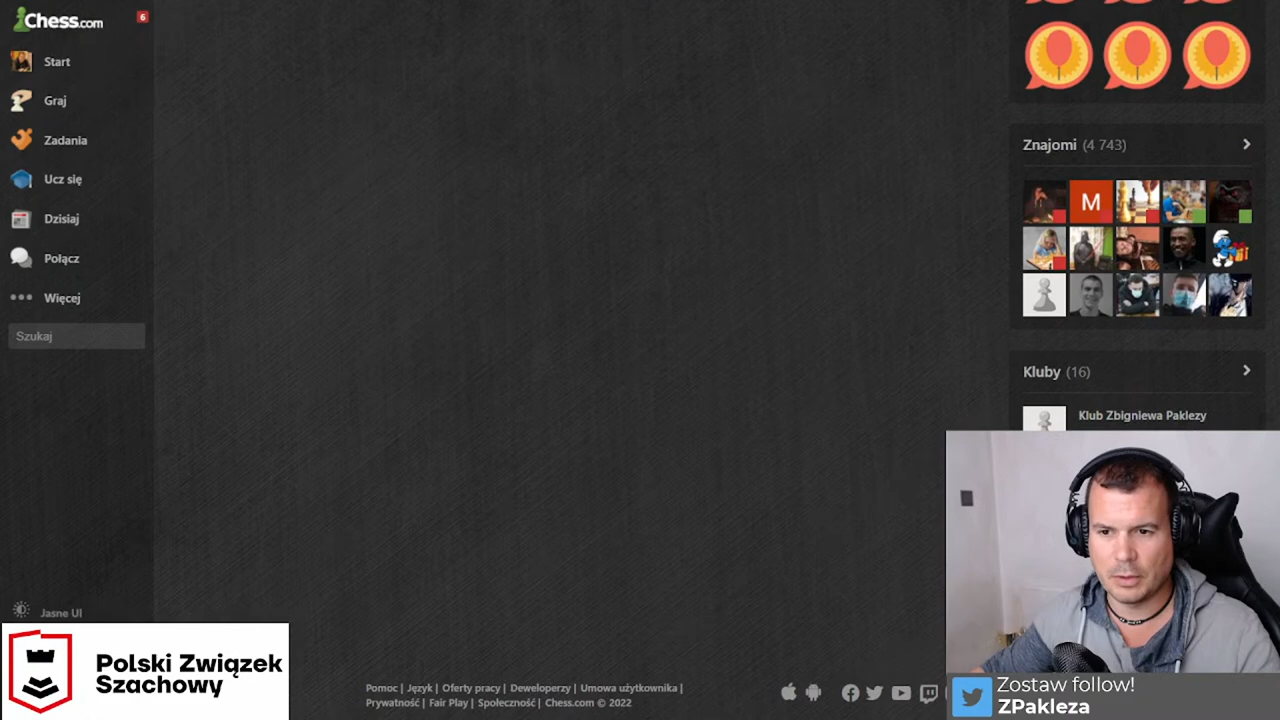 Chess.com
6
Start
Graj
Zadania
Ucz się
Dzisiaj
Połącz
Więcej
Szukaj
Jasne UI
Polski Związek
Szachowy
Znajomi (4 743)
M
Kluby (16)
Klub Zbigniewa Paklezy
Pomoc | Język | Oferty pracy | Deweloperzy | Umowa użytkownika |
Prywatność | Fair Play | Społeczność | Chess.com © 2022
Zostaw follow!
ZPakleza